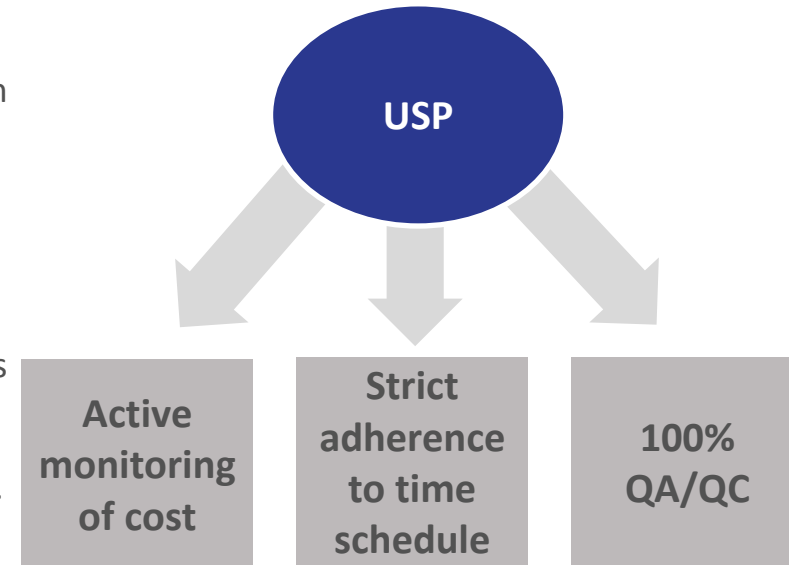 USP
Active
monitoring
of cost
Strict
adherence
to time
schedule
100%
QA/QC